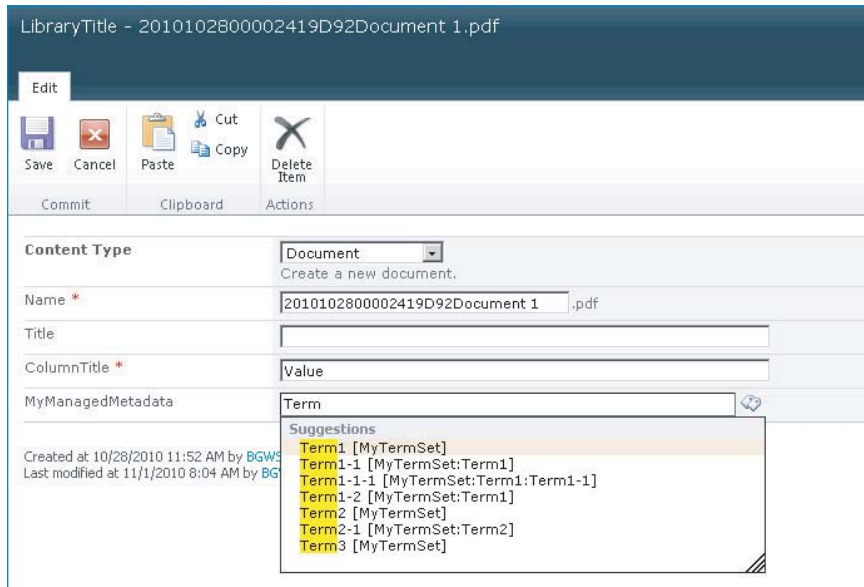 LibraryTitle - 2010102800002419D92Document 1.pdf
Edit
Save Cancel Paste Cut Copy Delete Item
Commit Clipboard Actions
Content Type Document
Create a new document.
Name * 2010102800002419D92Document 1 .pdf
Title
ColumnTitle * Value
MyManagedMetadata Term
Suggestions
Term1 [MyTermSet]
Term1-1 [MyTermSet:Term1]
Term1-1-1 [MyTermSet:Term1:Term1-1]
Term1-2 [MyTermSet:Term1]
Term2 [MyTermSet]
Term2-1 [MyTermSet:Term2]
Term3 [MyTermSet]
Created at 10/28/2010 11:52 AM by BGWS
Last modified at 11/1/2010 8:04 AM by